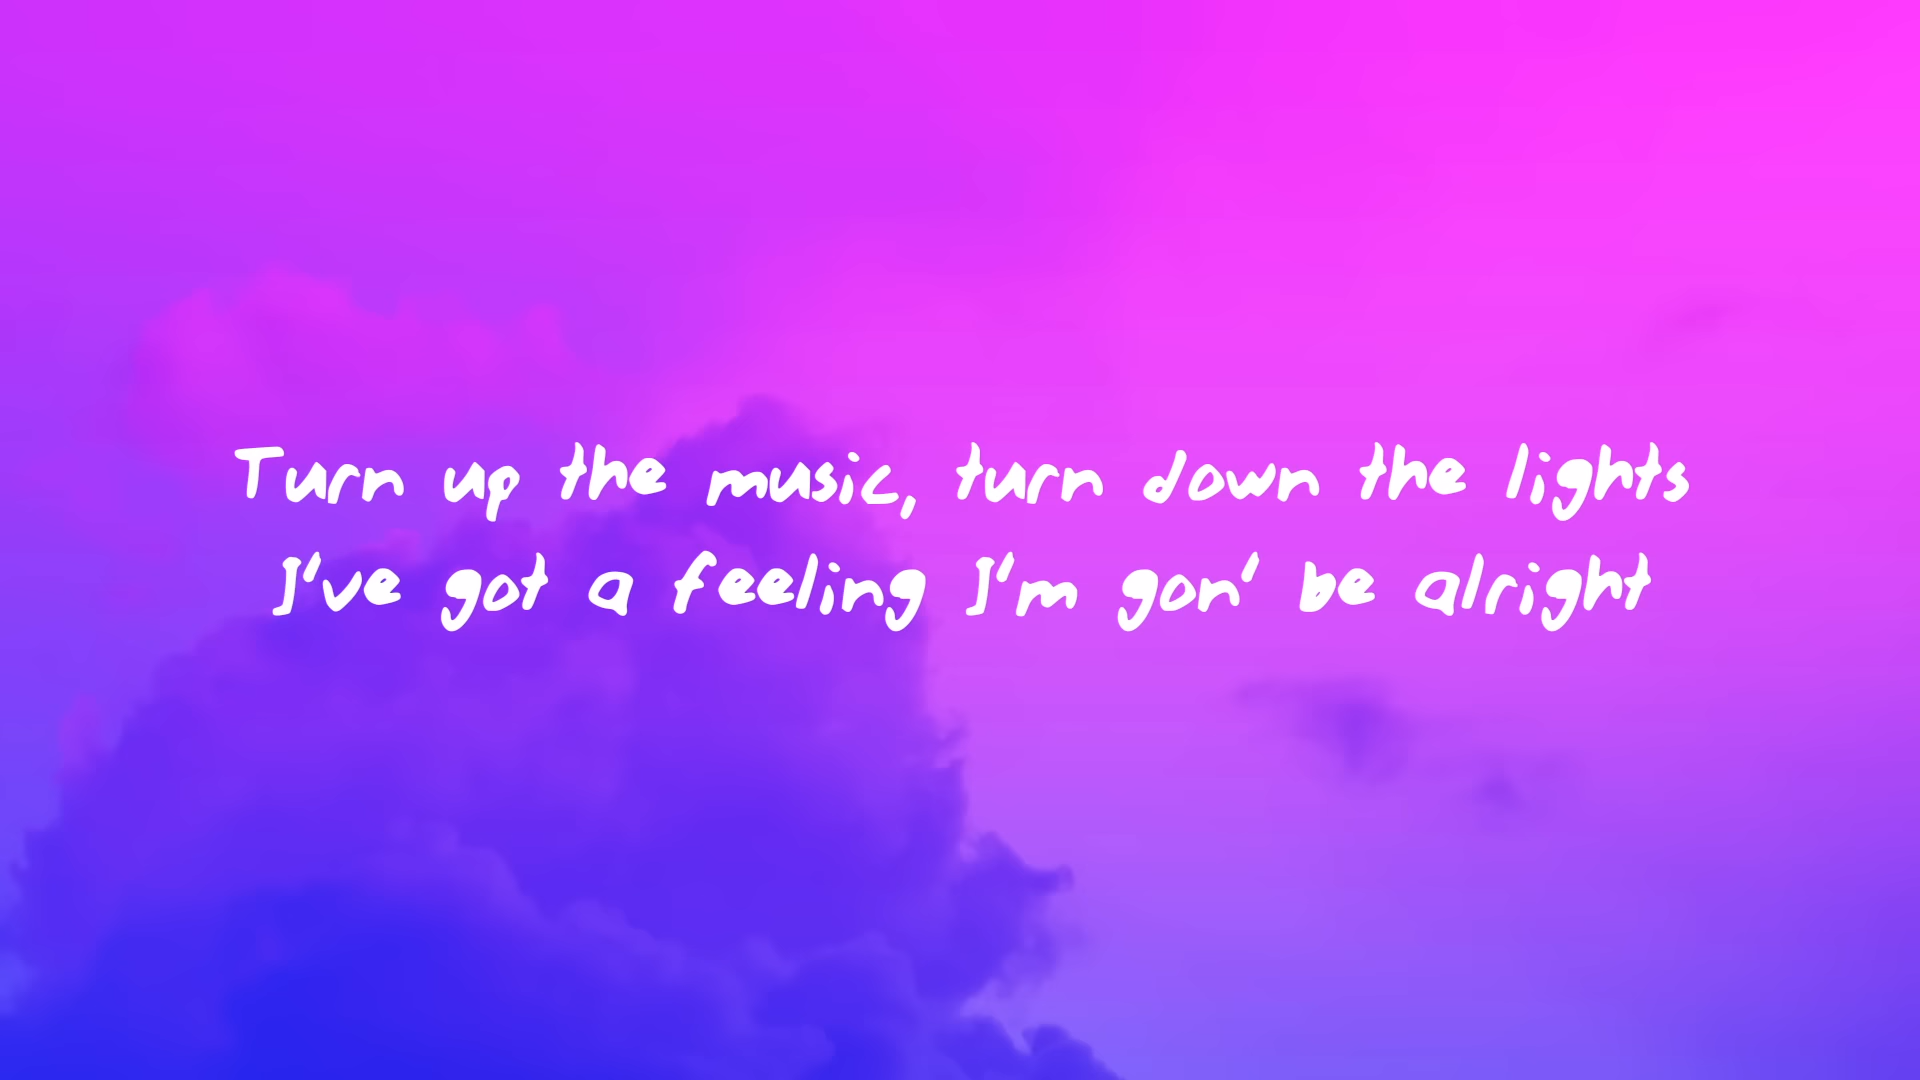 Turn up the music, turn down the lights
I've got a feeling I'm gon' be alright